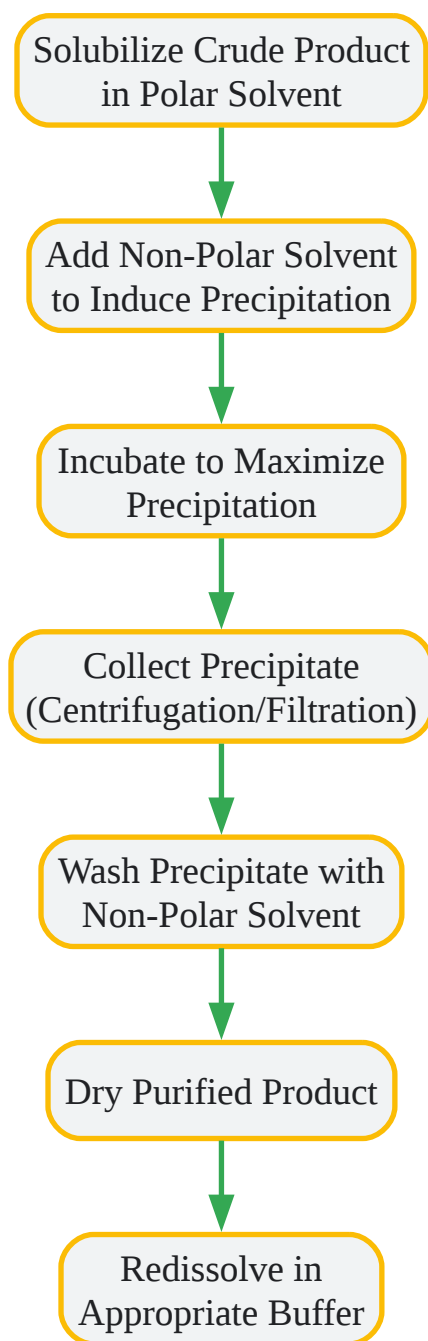 Solubilize Crude Product
in Polar Solvent
Add Non-Polar Solvent
to Induce Precipitation
Incubate to Maximize
Precipitation
Collect Precipitate
(Centrifugation/Filtration)
Wash Precipitate with
Non-Polar Solvent
Dry Purified Product
Redissolve in
Appropriate Buffer